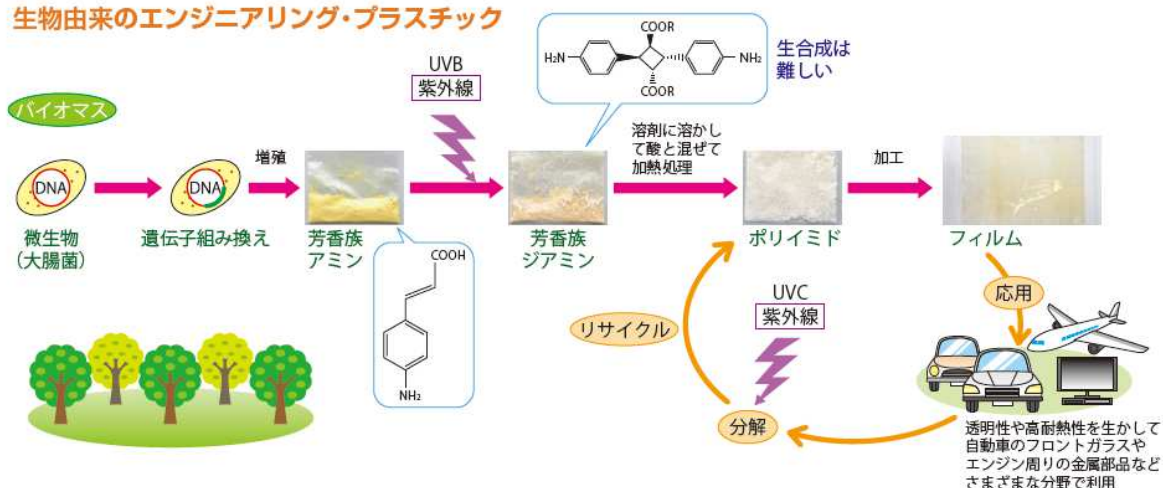 生物由来のエンジニアリング・プラスチック
バイオマス
DNA
微生物
(大腸菌)
DNA
遺伝子組み換え
増殖
芳香族
アミン
COOH
NH₂
UVB
紫外線
芳香族
ジアミン
COOR
H₂N
NH₂
COOR
生合成は
難しい
溶剤に溶かし
て酸と混ぜて
加熱処理
ポリイミド
加工
フィルム
応用
透明性や高耐熱性を生かして
自動車のフロントガラスや
エンジン周りの金属部品など
さまざまな分野で利用
UVC
紫外線
分解
リサイクル